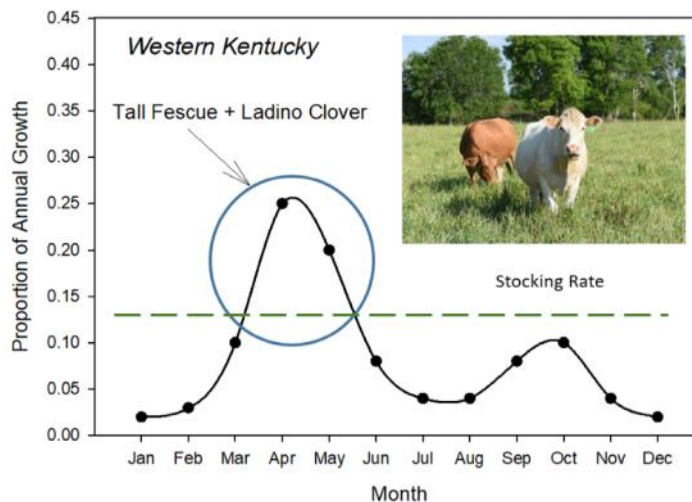 Western Kentucky
Tall Fescue + Ladino Clover
Stocking Rate
Proportion of Annual Growth
0.45
0.40
0.35
0.30
0.25
0.20
0.15
0.10
0.05
0.00
Jan Feb Mar Apr May Jun Jul Aug Sep Oct Nov Dec
Month